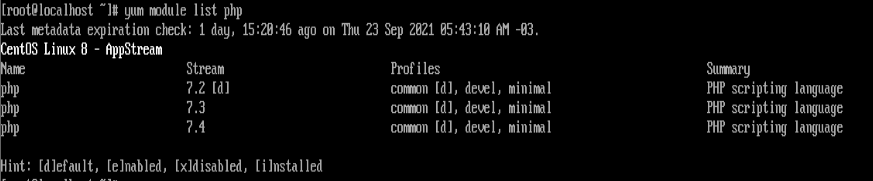 [root@localhost ~]# yum module list php
Last metadata expiration check: 1 day, 15:20:46 ago on Thu 23 Sep 2021 05:43:10 AM -03.
CentOS Linux 8 - AppStream
Name Stream Profiles Summary
php 7.2 [d] common [d], devel, minimal PHP scripting language
php 7.3 common [d], devel, minimal PHP scripting language
php 7.4 common [d], devel, minimal PHP scripting language
Hint: [d]efault, [e]nabled, [x]disabled, [i]nstalled